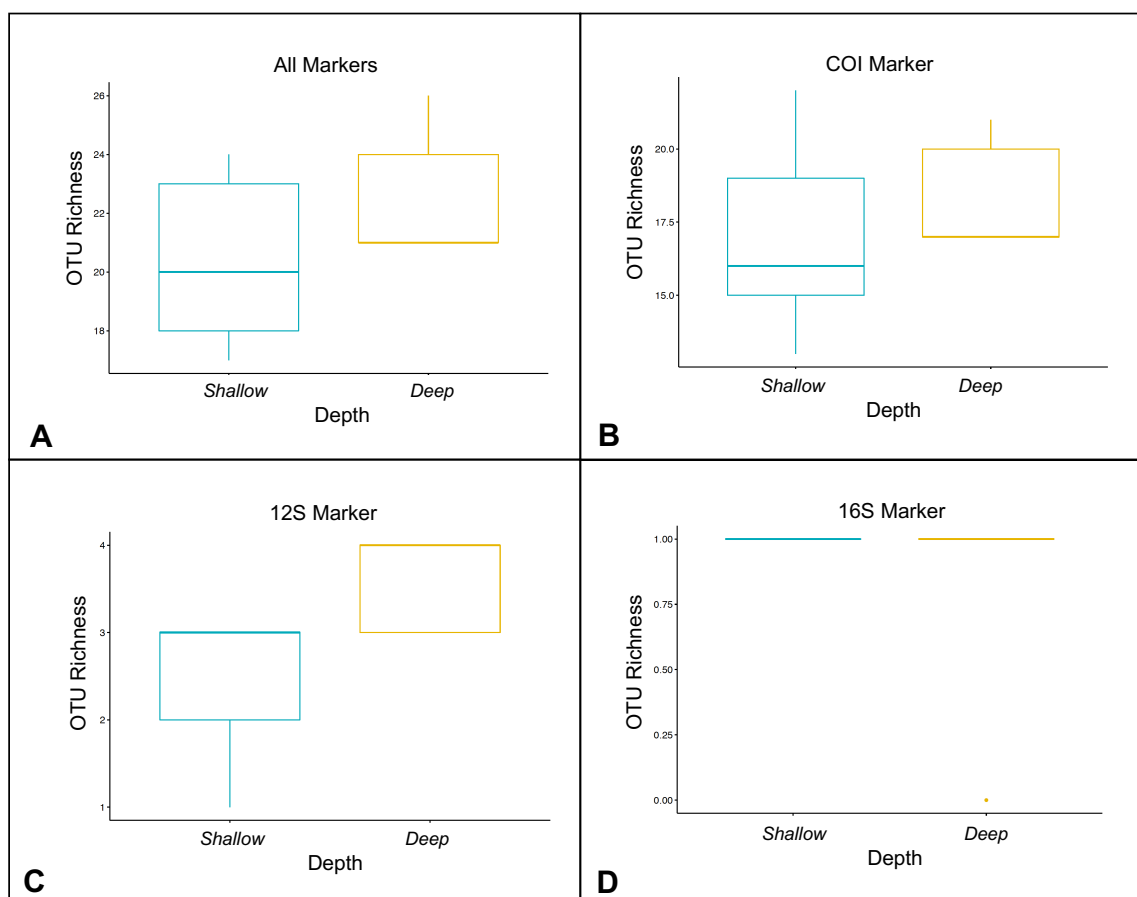 All Markers
26
24
22
20
18
OTU Richness
Shallow Deep
Depth
A
COI Marker
20.0
17.5
15.0
OTU Richness
Shallow Deep
Depth
B
12S Marker
4
3
2
1
OTU Richness
Shallow Deep
Depth
C
16S Marker
1.00
0.75
0.50
0.25
0.00
OTU Richness
Shallow Deep
Depth
D